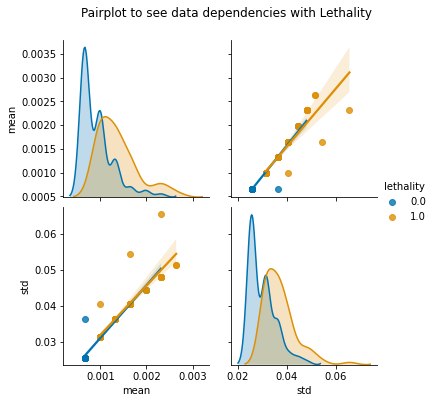 Pairplot to see data dependencies with Lethality
0.0035
0.0030
0.0025
0.0020
0.0015
0.0010
0.0005
mean
lethality
0.0
1.0
0.06
0.05
0.04
0.03
std
0.001 0.002 0.003
mean
0.02 0.04 0.06
std